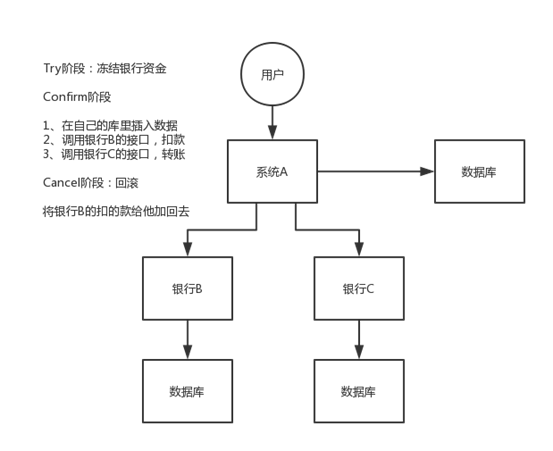 Try阶段：冻结银行资金
Confirm阶段
1、在自己的库里插入数据
2、调用银行B的接口，扣款
3、调用银行C的接口，转账
Cancel阶段：回滚
将银行B的扣的款给他加回去
用户
系统A
数据库
银行B
银行C
数据库
数据库